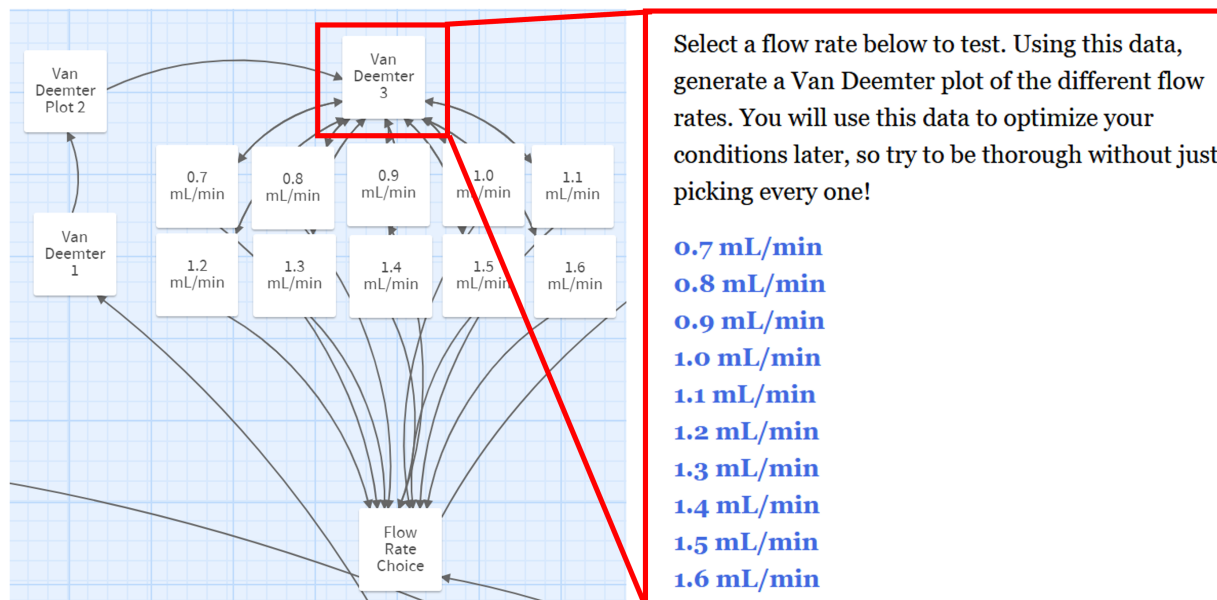 Van
Deemter
Plot 2
Van
Deemter
3
0.7
mL/min
0.8
mL/min
0.9
mL/min
1.0
mL/min
1.1
mL/min
Van
Deemter
1
1.2
mL/min
1.3
mL/min
1.4
mL/min
1.5
mL/min
1.6
mL/min
Flow
Rate
Choice
Select a flow rate below to test. Using this data,
generate a Van Deemter plot of the different flow
rates. You will use this data to optimize your
conditions later, so try to be thorough without just
picking every one!
0.7 mL/min
0.8 mL/min
0.9 mL/min
1.0 mL/min
1.1 mL/min
1.2 mL/min
1.3 mL/min
1.4 mL/min
1.5 mL/min
1.6 mL/min